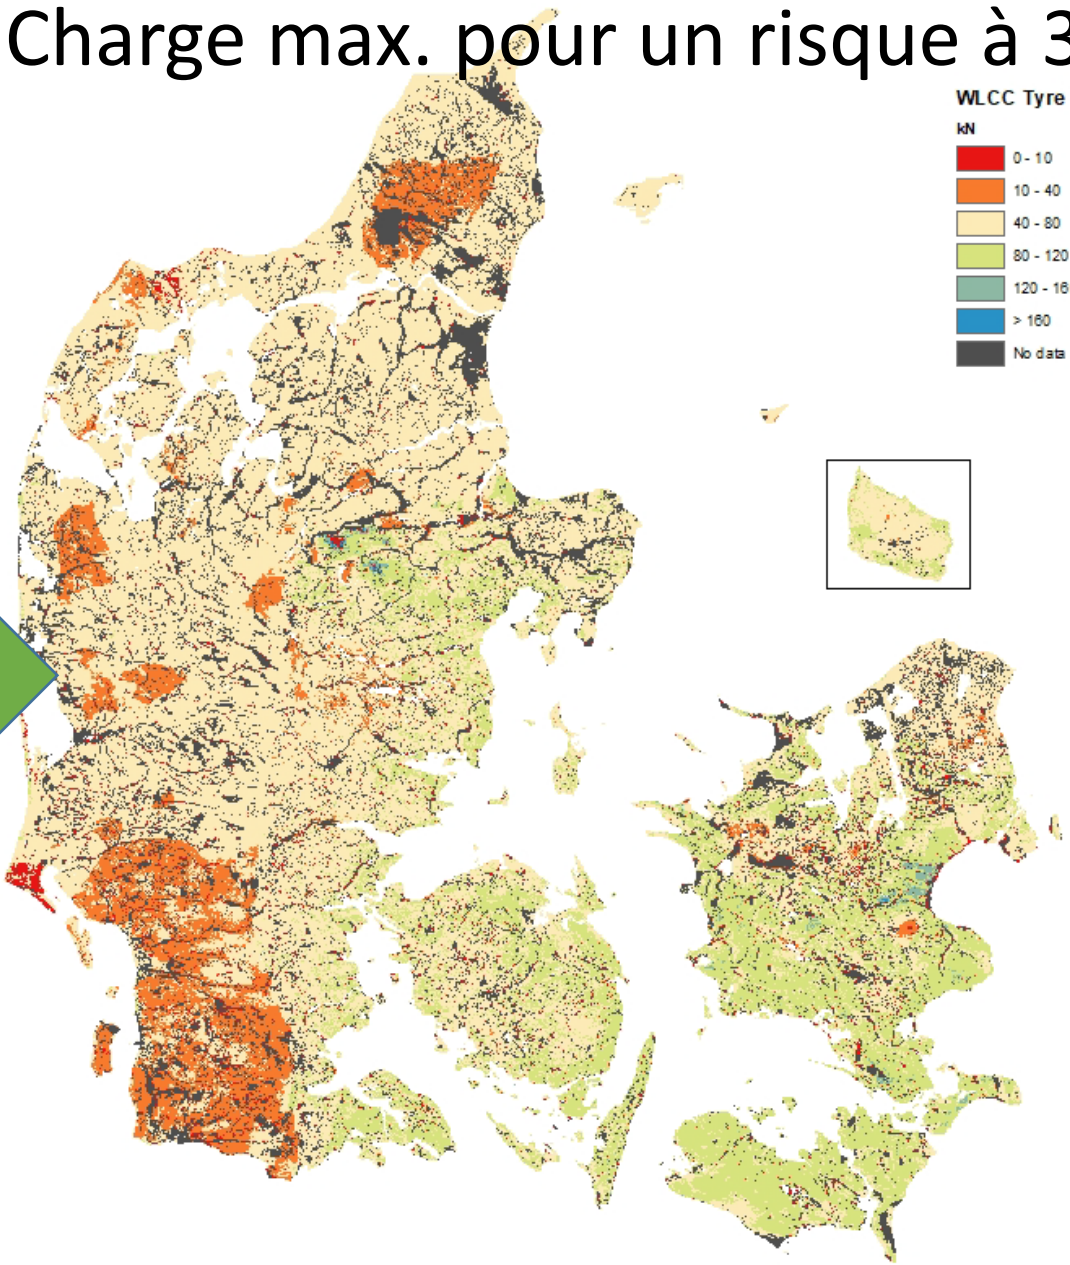 Charge max. pour un risque à 3
WLCC Tyre
kN
0 - 10
10 - 40
40 - 80
80 - 120
120 - 16
> 160
No data